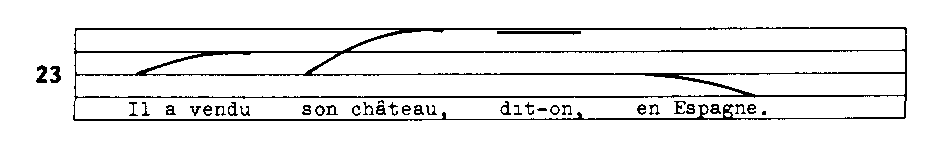 23
Il a vendu son château, dit-on, en Espagne.